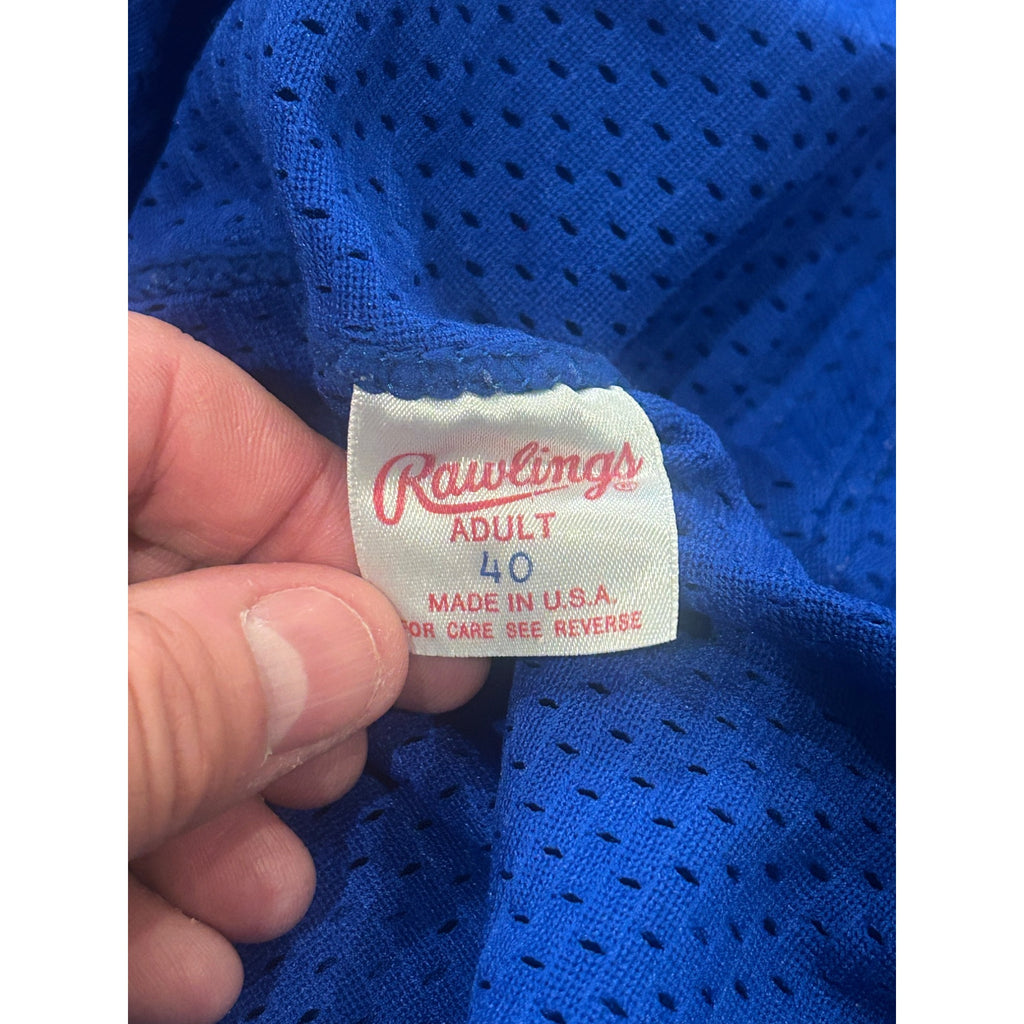 Rawlings
ADULT
40
MADE IN U.S.A.
FOR CARE SEE REVERSE